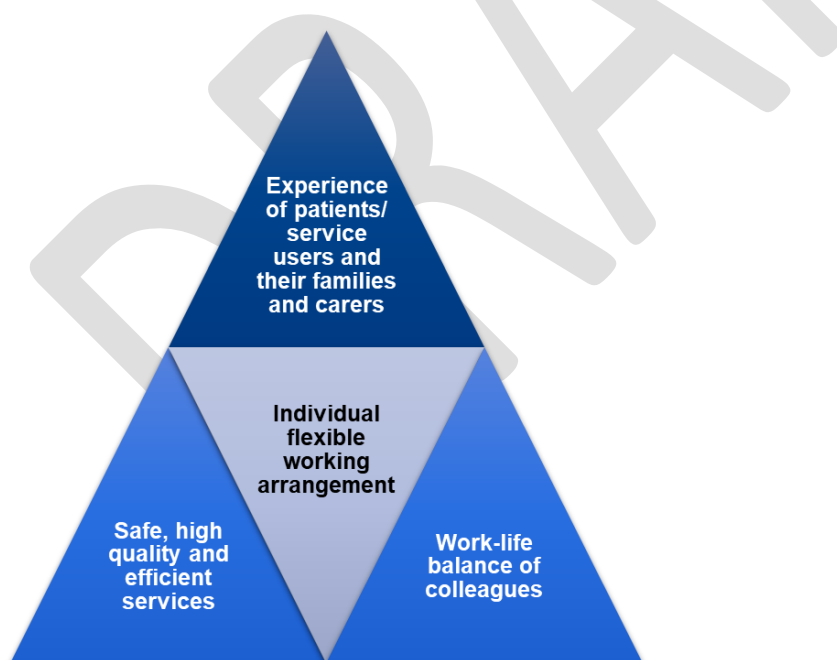 Experience
of patients/
service
users and
their families
and carers
Individual
flexible
working
arrangement
Safe, high
quality and
efficient
services
Work-life
balance of
colleagues